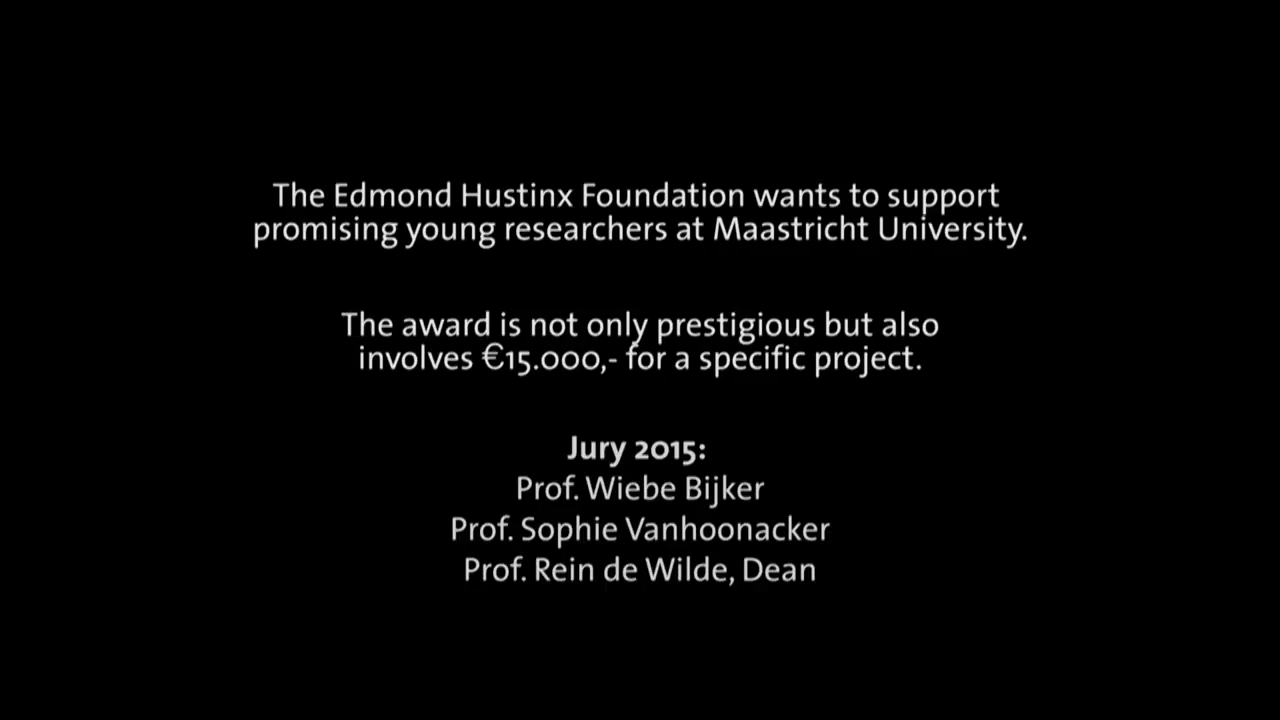 The Edmond Hustinx Foundation wants to support
promising young researchers at Maastricht University.
The award is not only prestigious but also
involves €15.000,- for a specific project.
Jury 2015:
Prof. Wiebe Bijker
Prof. Sophie Vanhoonacker
Prof. Rein de Wilde, Dean